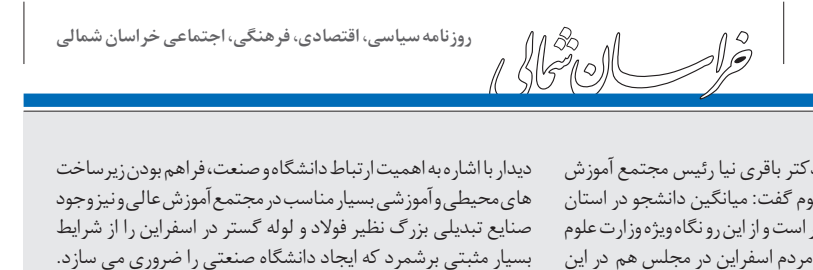 خراسان شمالی
روزنامه سیاسی، اقتصادی، فرهنگی، اجتماعی خراسان شمالی
دکتر باقری نیا رئیس مجتمع آموزش
وم گفت: میانگین دانشجو در استان
است و از این رو نگاه ویژه وزارت علوم
مردم اسفراین در مجلس هم در این
دیدار با اشاره به اهمیت ارتباط دانشگاه و صنعت، فراهم بودن زیرساخت
های محیطی و آموزشی بسیار مناسب در مجتمع آموزش عالی و نیز وجود
صنایع تبدیلی بزرگ نظیر فولاد و لوله گستر در اسفراین را از شرایط
بسیار مثبتی برشمرد که ایجاد دانشگاه صنعتی را ضروری می سازد.